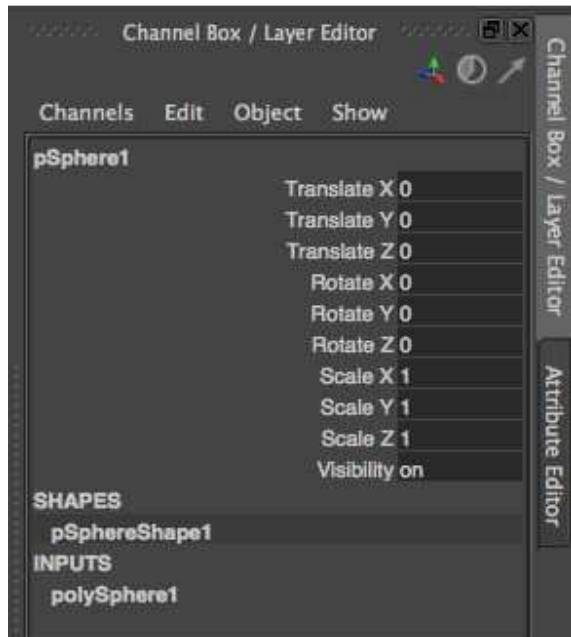 Channel Box / Layer Editor
Channels Edit Object Show
pSphere1
Translate X 0
Translate Y 0
Translate Z 0
Rotate X 0
Rotate Y 0
Rotate Z 0
Scale X 1
Scale Y 1
Scale Z 1
Visibility on
SHAPES
pSphereShape1
INPUTS
polySphere1
Channel Box / Layer Editor
Attribute Editor